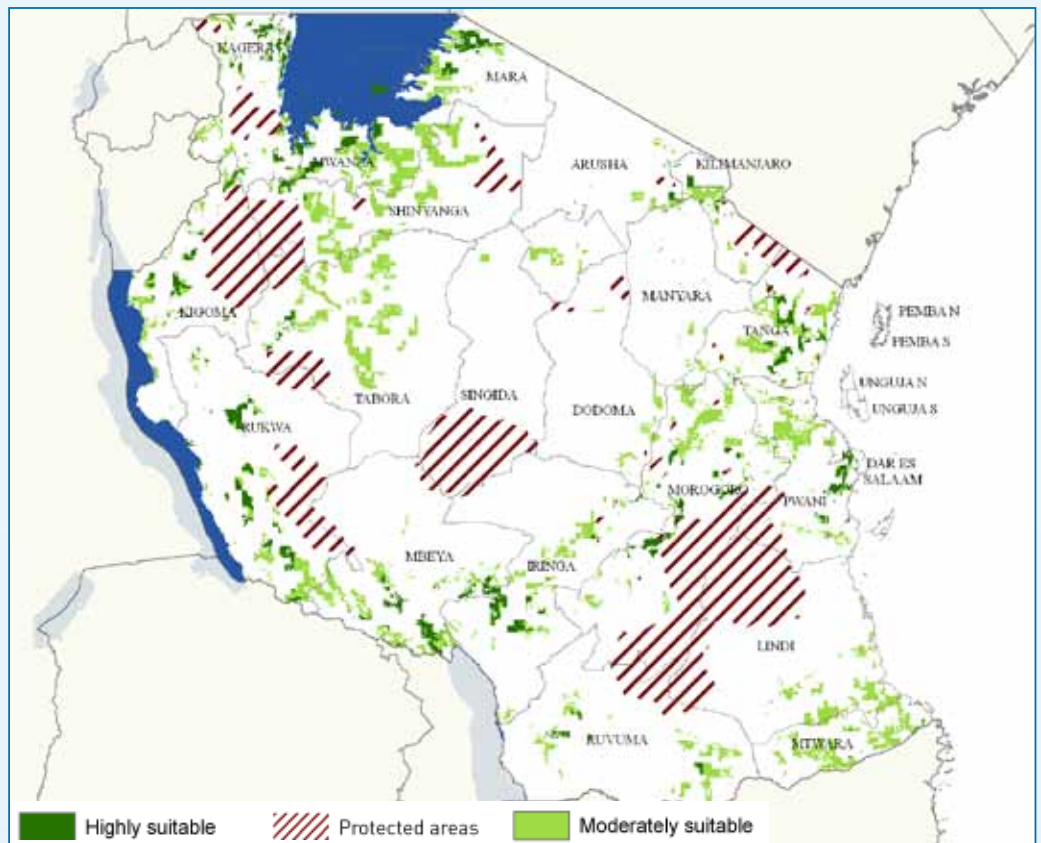 KAGERA
MARA
MWANZA
ARUSHA
KILIMANJARO
SHINYANGA
KIGOMA
MANYARA
TANGA
PEMBA N
PEMBA S
UNGUJA N
UNGUJA S
TABORA
SINGIDA
DODOMA
RUKWA
DAR ES
SALAAM
MOROGORO
PWANI
MBEYA
IRINGA
LINDI
RUVUMA
MTWARA
Highly suitable
Protected areas
Moderately suitable